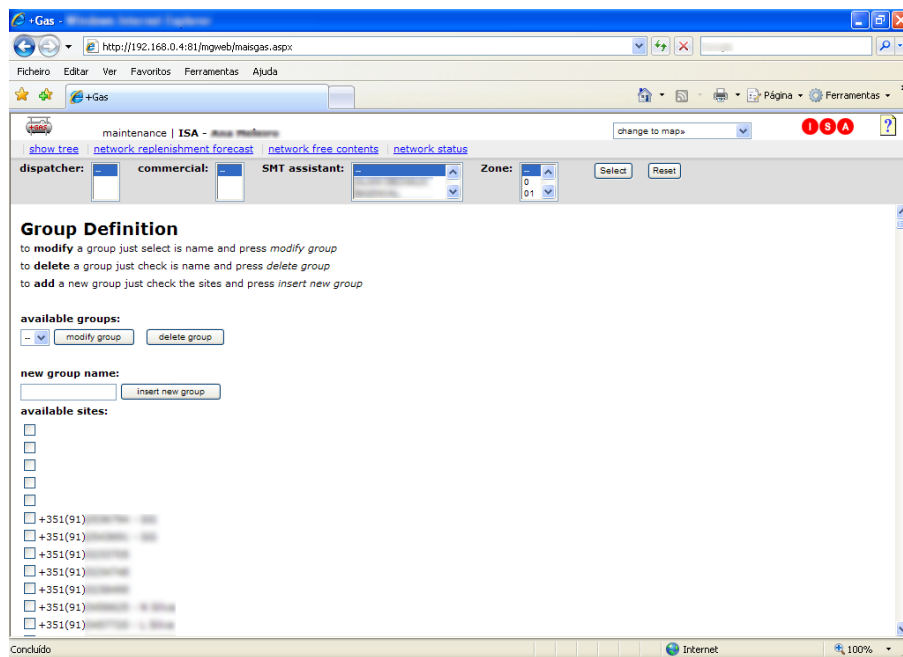 +Gas -
http://192.168.0.4:81/mgweb/maisgas.aspx
Ficheiro Editar Ver Favoritos Ferramentas Ajuda
+Gas Página Ferramentas
+GAS maintenance | ISA - change to map» I S A ?
show tree | network replenishment forecast | network free contents | network status
dispatcher: -- commercial: -- SMT assistant: -- Zone: -- 0 01 Select Reset
Group Definition
to modify a group just select is name and press modify group
to delete a group just check is name and press delete group
to add a new group just check the sites and press insert new group
available groups:
-- modify group delete group
new group name:
insert new group
available sites:
+351(91)
+351(91)
+351(91)
+351(91)
+351(91)
+351(91)
+351(91)
Concluído Internet 100%